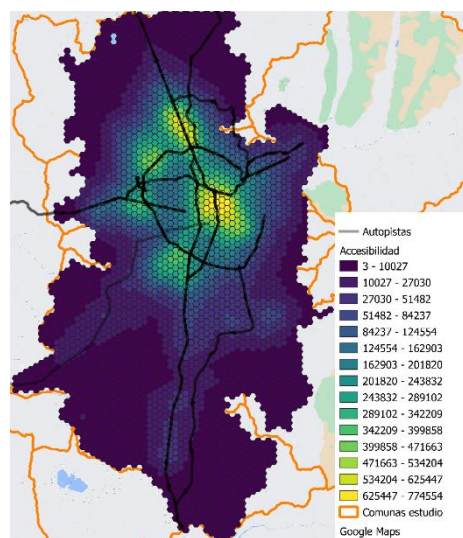 Autopistas
Accesibilidad
3 - 10027
10027 - 27030
27030 - 51482
51482 - 84237
84237 - 124554
124554 - 162903
162903 - 201820
201820 - 243832
243832 - 289102
289102 - 342209
342209 - 399858
399858 - 471663
471663 - 534204
534204 - 625447
625447 - 774554
Comunas estudio
Google Maps